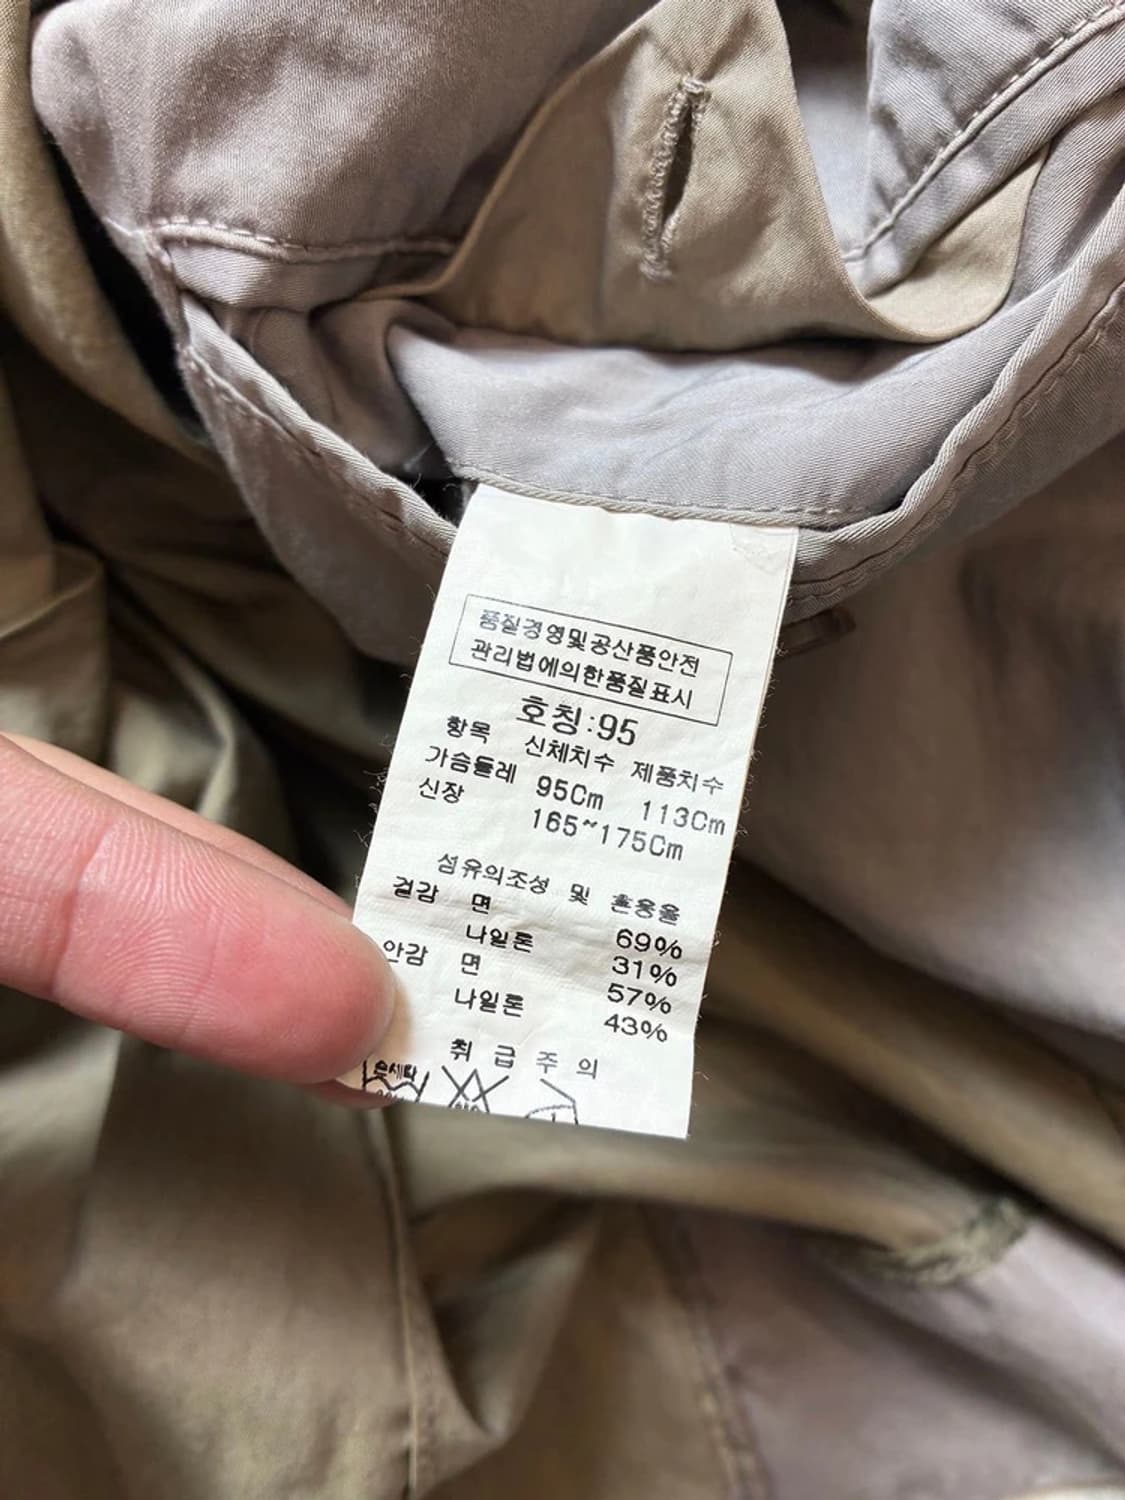 품질경영및공산품안전
관리법에의한품질표시
호칭:95
항목 신체치수 제품치수
가슴둘레 95Cm 113Cm
신장 165~175Cm
섬유의조성 및 혼용율
겉감 면 69%
나일론 31%
안감 면 57%
나일론 43%
취급주의
손세탁